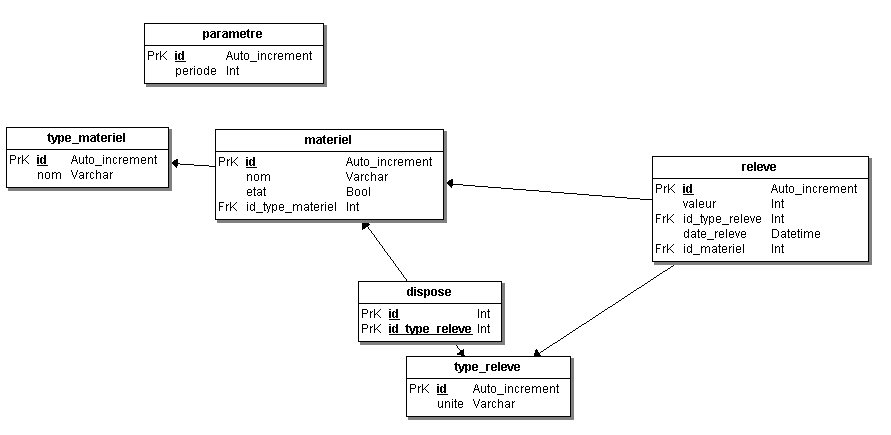 parametre
PrK id Auto_increment
periode Int
type_materiel
PrK id Auto_increment
nom Varchar
materiel
PrK id Auto_increment
nom Varchar
etat Bool
FrK id_type_materiel Int
releve
PrK id Auto_increment
valeur Int
FrK id_type_releve Int
date_releve Datetime
FrK id_materiel Int
dispose
PrK id Int
PrK id_type_releve Int
type_releve
PrK id Auto_increment
unite Varchar